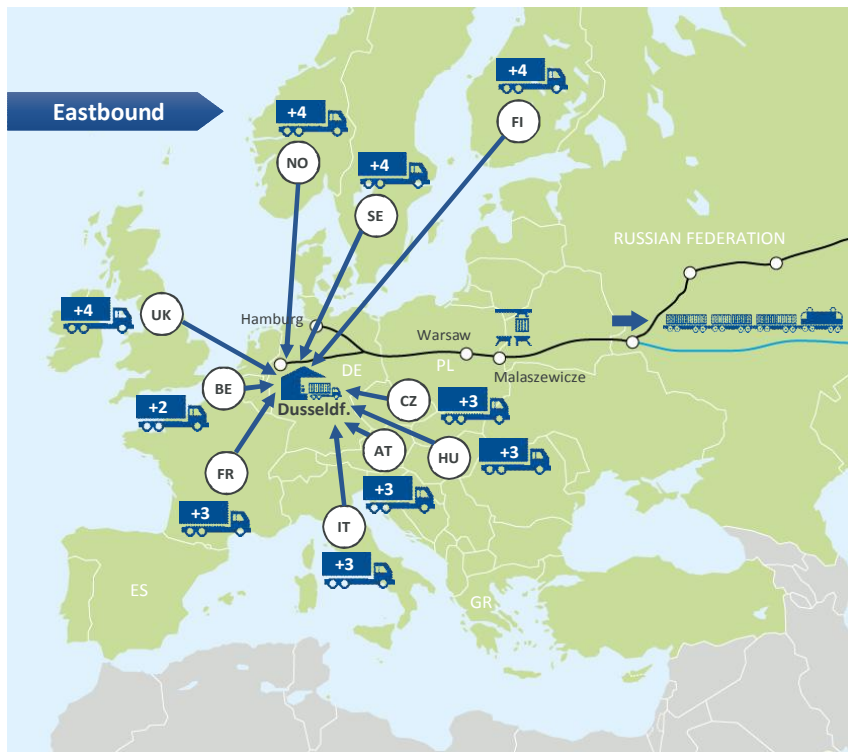 +4
Eastbound
+4
FI
NO
+4
SE
RUSSIAN FEDERATION
+4
UK
Hamburg
Warsaw
DE
PL
Malaszewicze
BE
CZ
+3
+2
Dusseldf.
AT
HU
+3
FR
+3
+3
IT
+3
ES
GR